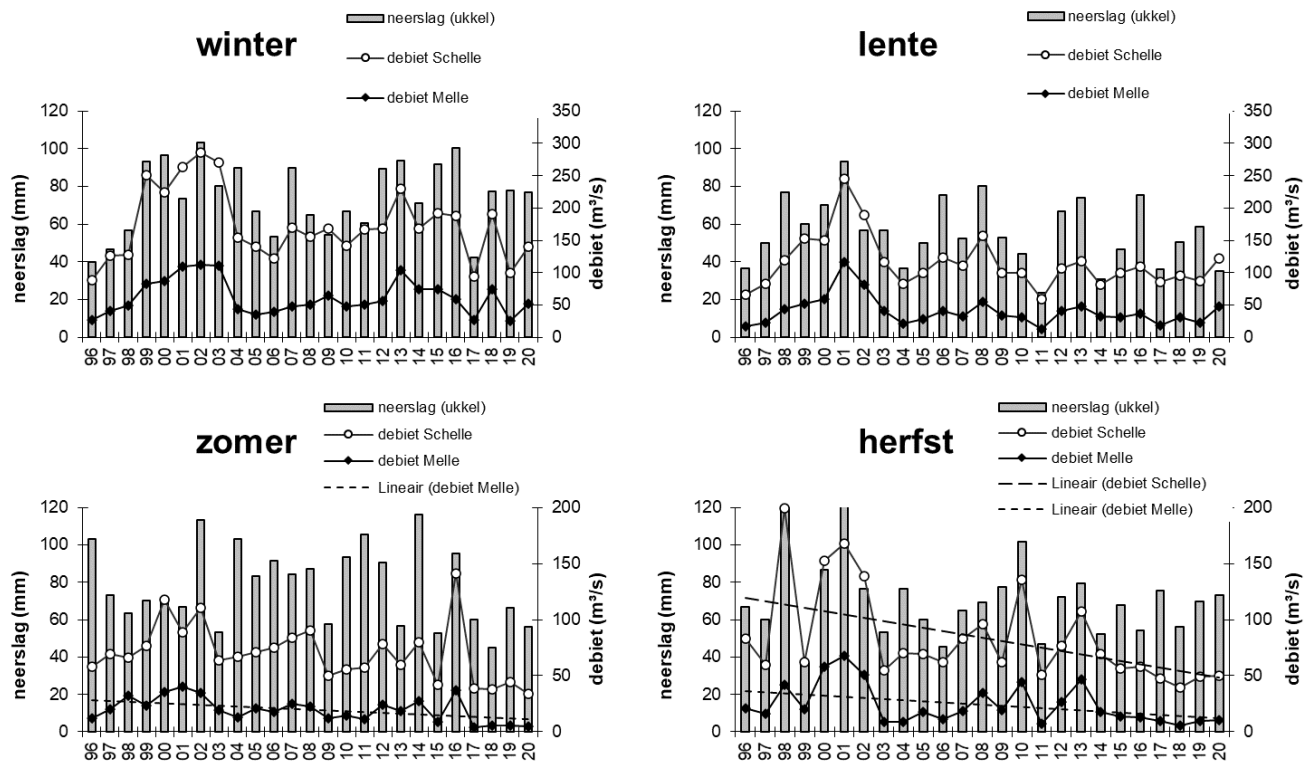 winter
neerslag (ukkel)
debiet Schelle
debiet Melle
neerslag (mm)
120
100
80
60
40
20
0
350
300
250
200
150
100
50
0
debiet (m³/s)
96 97 98 99 00 01 02 03 04 05 06 07 08 09 10 11 12 13 14 15 16 17 18 19 20
lente
neerslag (ukkel)
debiet Schelle
debiet Melle
neerslag (mm)
120
100
80
60
40
20
0
350
300
250
200
150
100
50
0
debiet (m³/s)
96 97 98 99 00 01 02 03 04 05 06 07 08 09 10 11 12 13 14 15 16 17 18 19 20
zomer
neerslag (ukkel)
debiet Schelle
debiet Melle
Lineair (debiet Melle)
neerslag (mm)
120
100
80
60
40
20
0
200
150
100
50
0
debiet (m³/s)
96 97 98 99 00 01 02 03 04 05 06 07 08 09 10 11 12 13 14 15 16 17 18 19 20
herfst
neerslag (ukkel)
debiet Schelle
debiet Melle
Lineair (debiet Schelle)
Lineair (debiet Melle)
neerslag (mm)
120
100
80
60
40
20
0
200
150
100
50
0
debiet (m³/s)
96 97 98 99 00 01 02 03 04 05 06 07 08 09 10 11 12 13 14 15 16 17 18 19 20